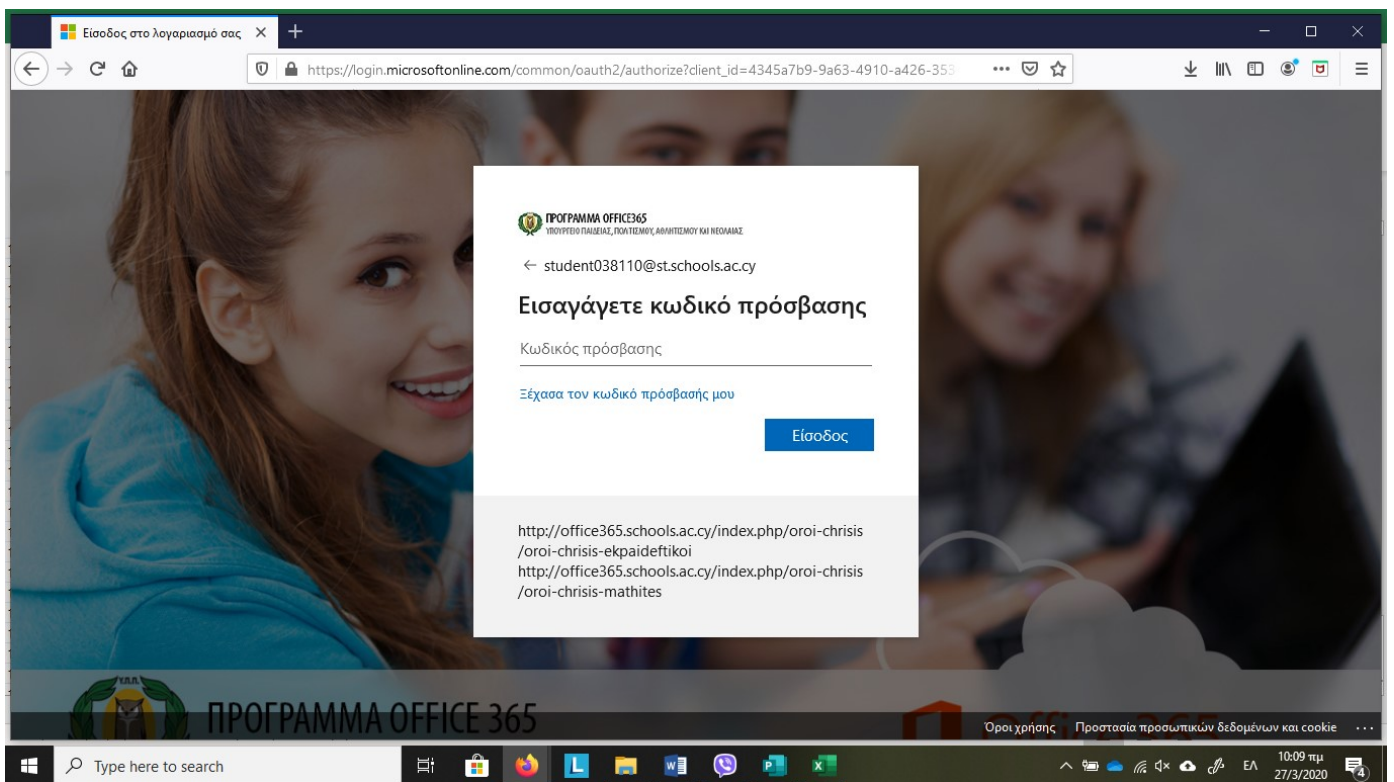 Είσοδος στο λογαριασμό σας
https://login.microsoftonline.com/common/oauth2/authorize?client_id=4345a7b9-9a63-4910-a426-353
ΠΡΟΓΡΑΜΜΑ OFFICE365
ΥΠΟΥΡΓΕΙΟ ΠΑΙΔΕΙΑΣ, ΠΟΛΙΤΙΣΜΟΥ, ΑΘΛΗΤΙΣΜΟΥ ΚΑΙ ΝΕΟΛΑΙΑΣ
student038110@st.schools.ac.cy
Εισαγάγετε κωδικό πρόσβασης
Κωδικός πρόσβασης
Ξέχασα τον κωδικό πρόσβασής μου
Είσοδος
http://office365.schools.ac.cy/index.php/oroi-chrisis
/oroi-chrisis-ekpaideftikoi
http://office365.schools.ac.cy/index.php/oroi-chrisis
/oroi-chrisis-mathites
Υ.Π.Π.
ΠΡΟΓΡΑΜΜΑ OFFICE 365
Office 365
Όροι χρήσης Προστασία προσωπικών δεδομένων και cookie ...
Type here to search
ΕΛ
10:09 πμ
27/3/2020
4